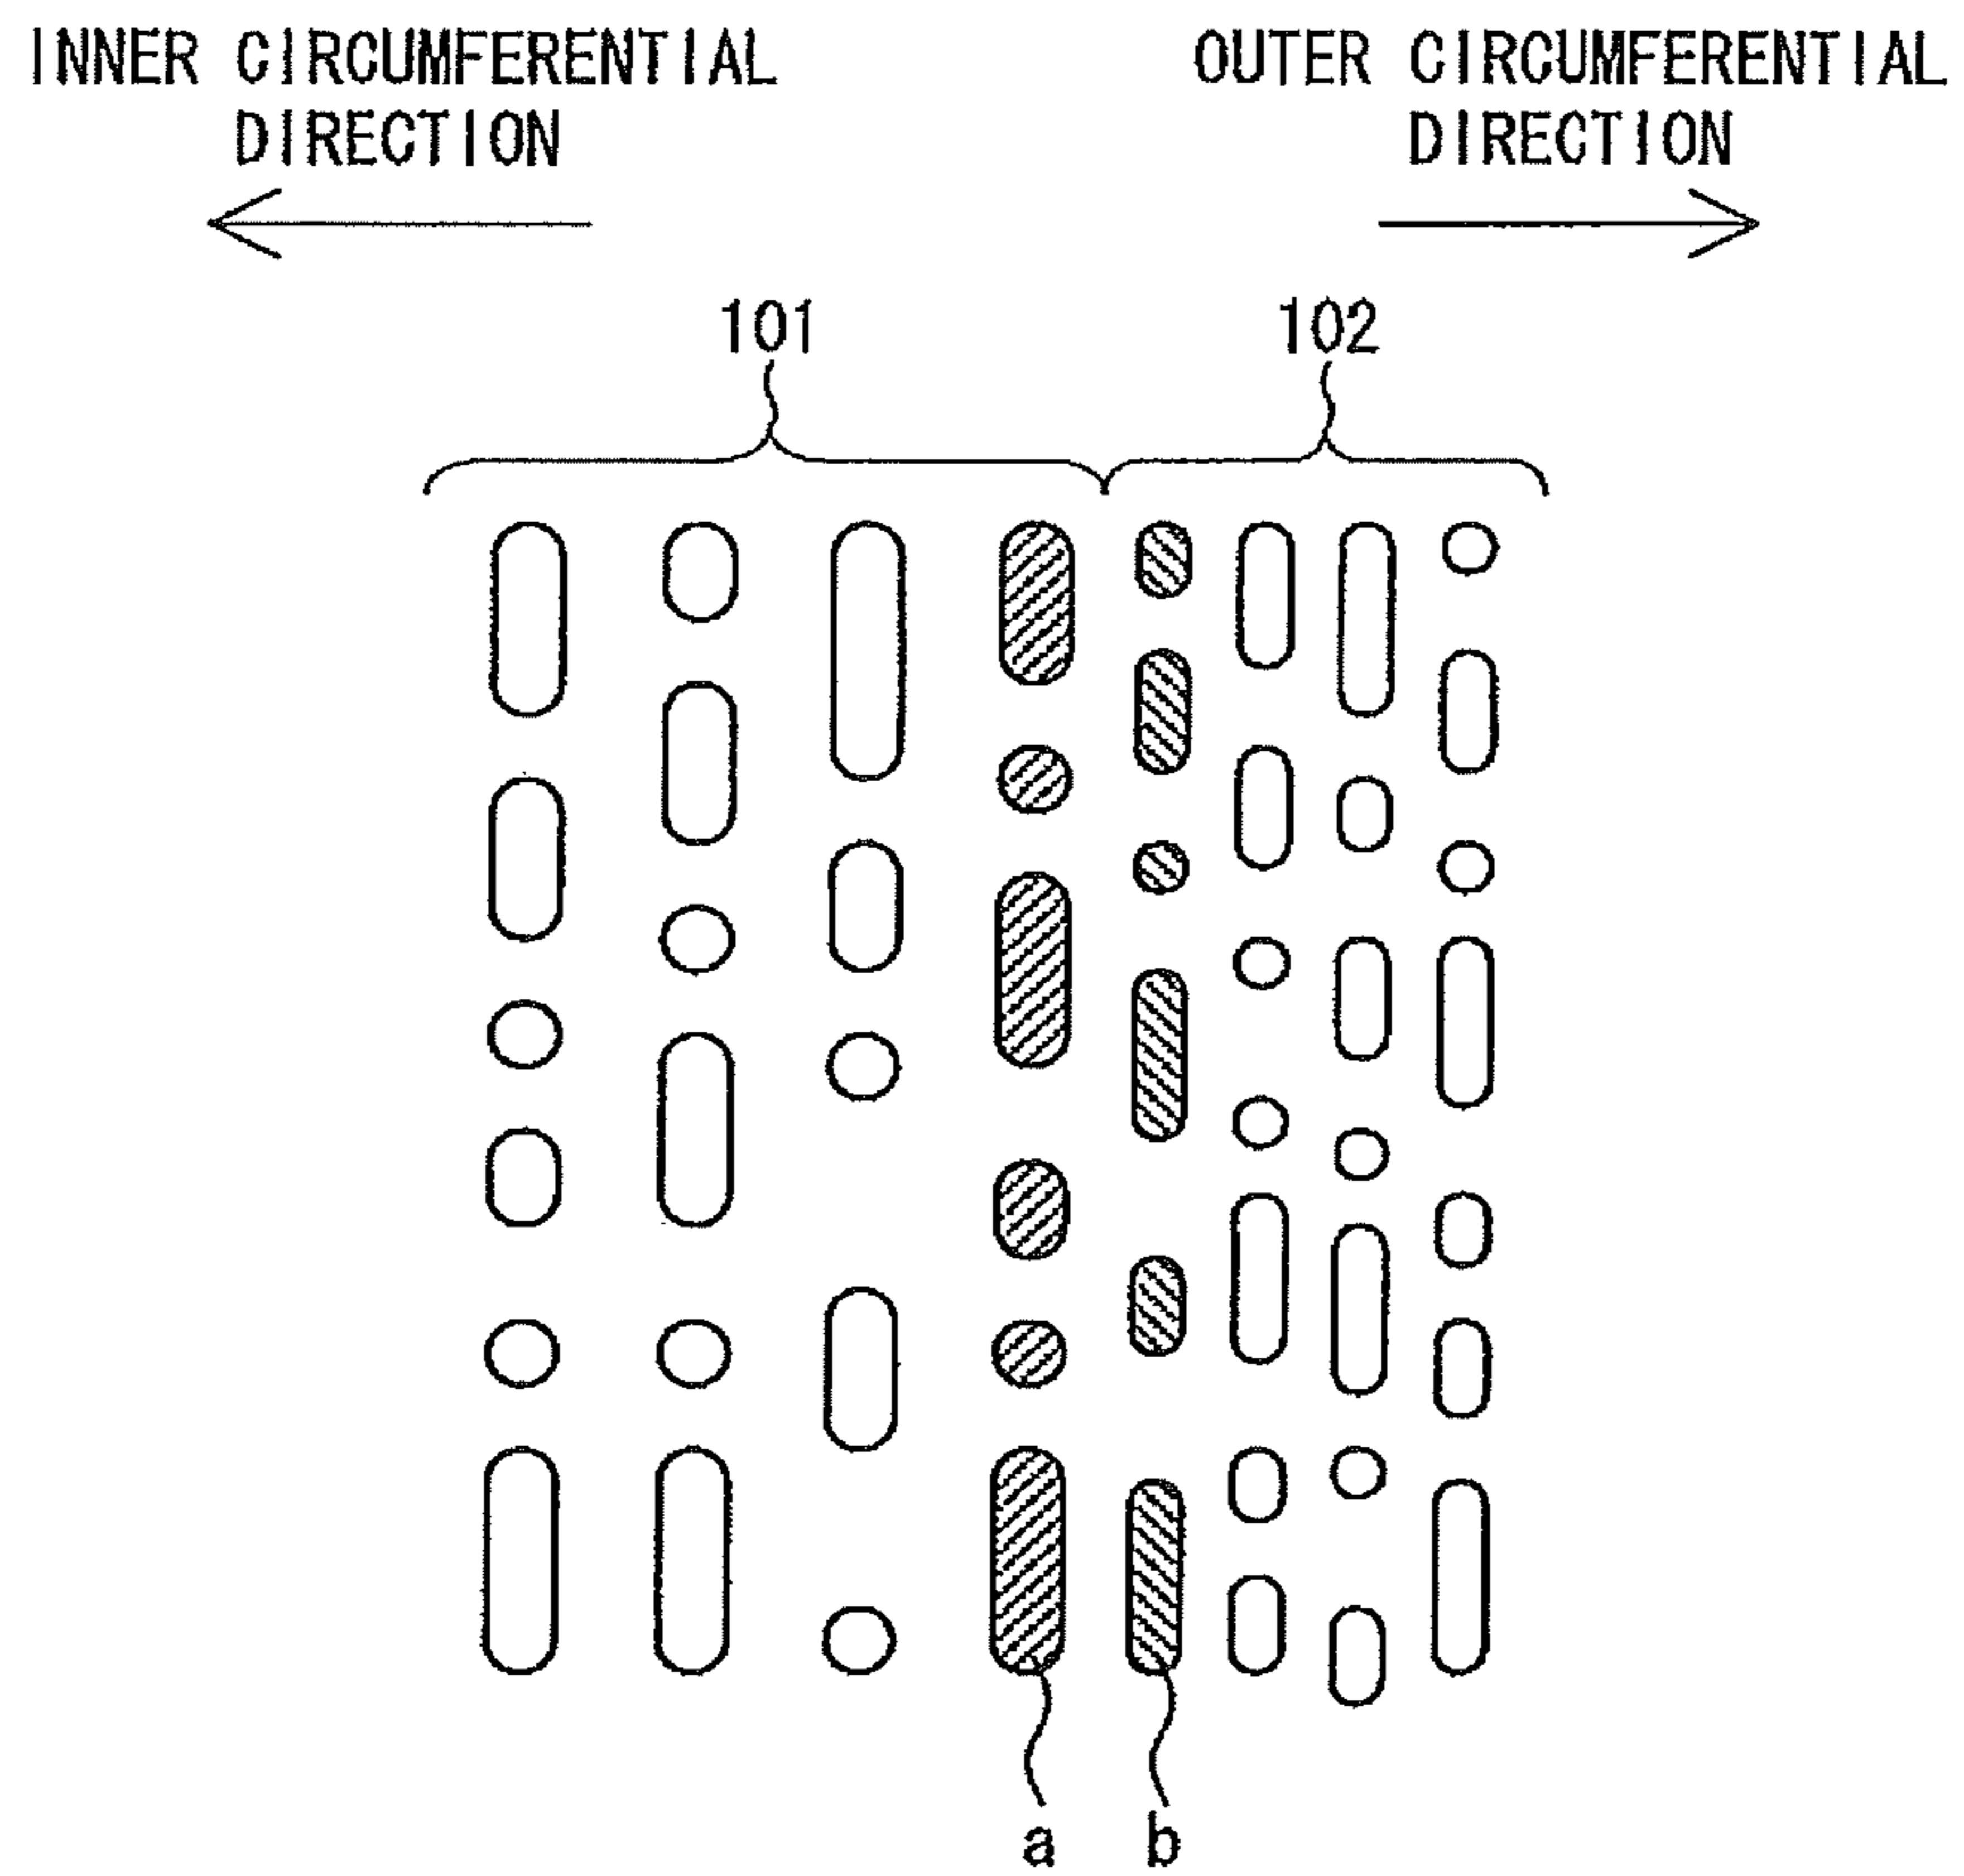 INNER CIRCUMFERENTIAL
DIRECTION
OUTER CIRCUMFERENTIAL
DIRECTION
101
102
a
b